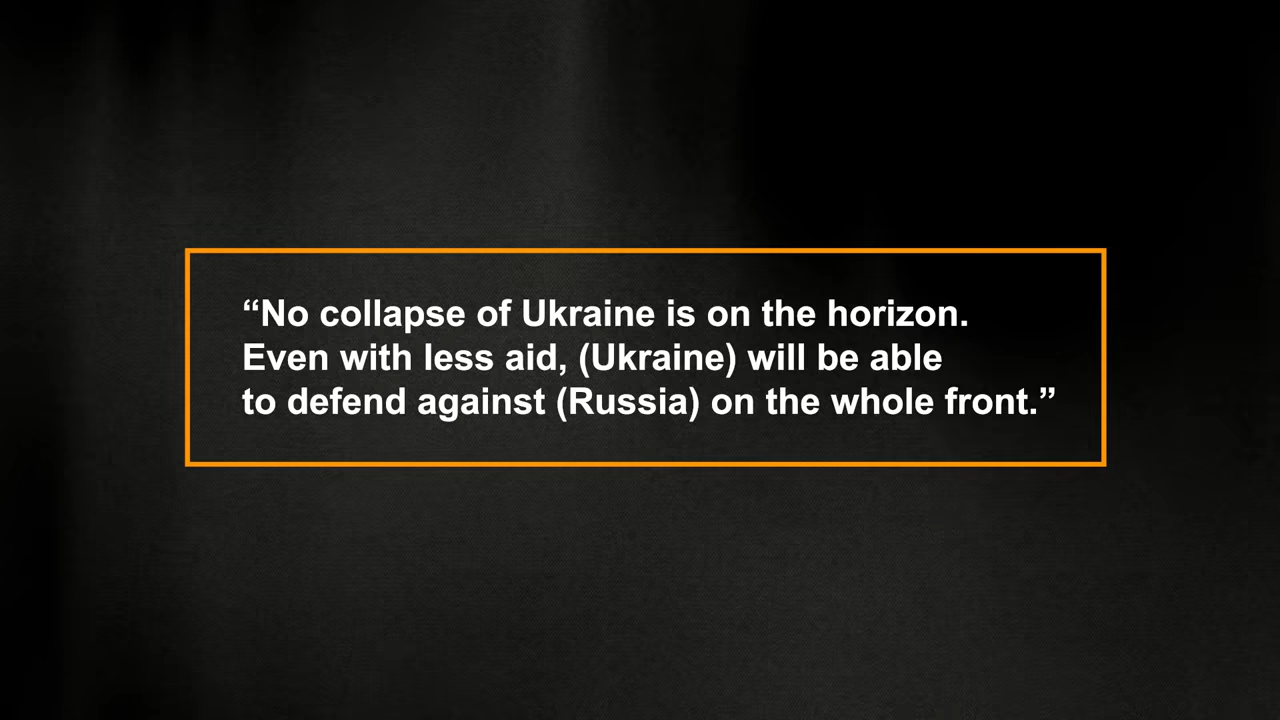 “No collapse of Ukraine is on the horizon.
Even with less aid, (Ukraine) will be able
to defend against (Russia) on the whole front.”